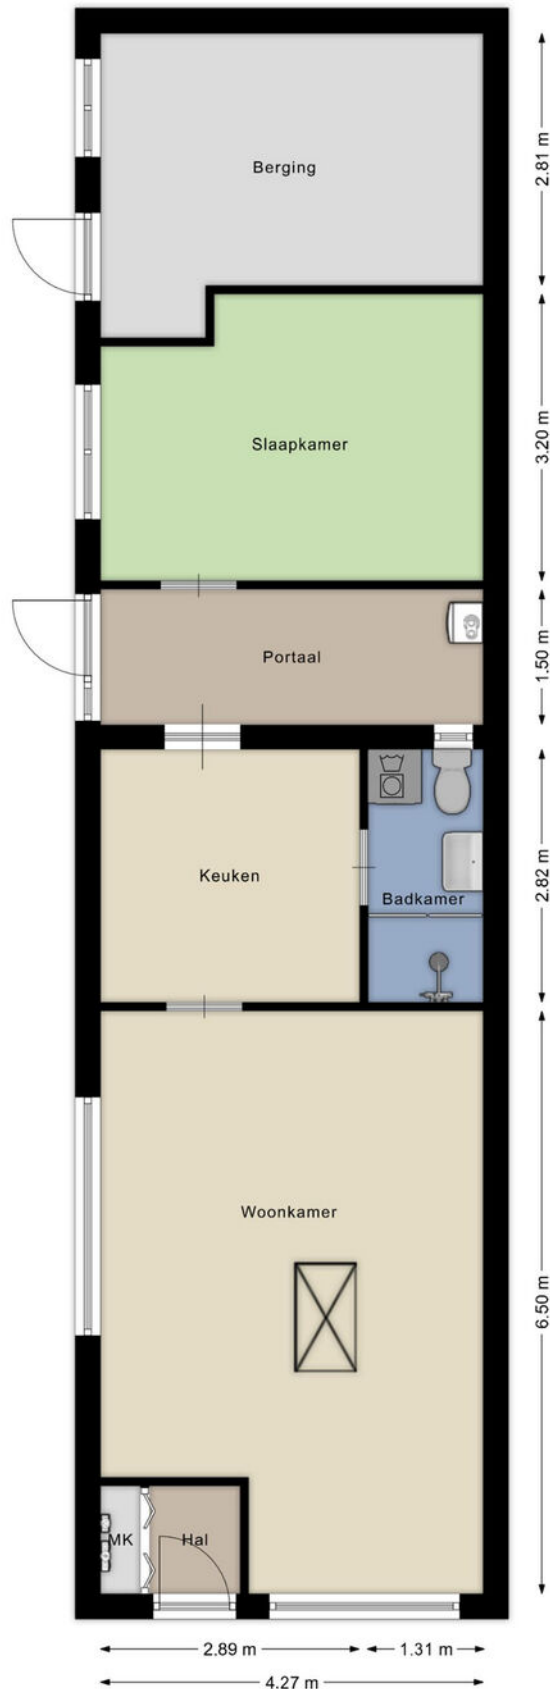 Berging
2.81 m
Slaapkamer
3.20 m
Portaal
1.50 m
Keuken
Badkamer
2.82 m
Woonkamer
6.50 m
MK
Hal
2.89 m
1.31 m
4.27 m